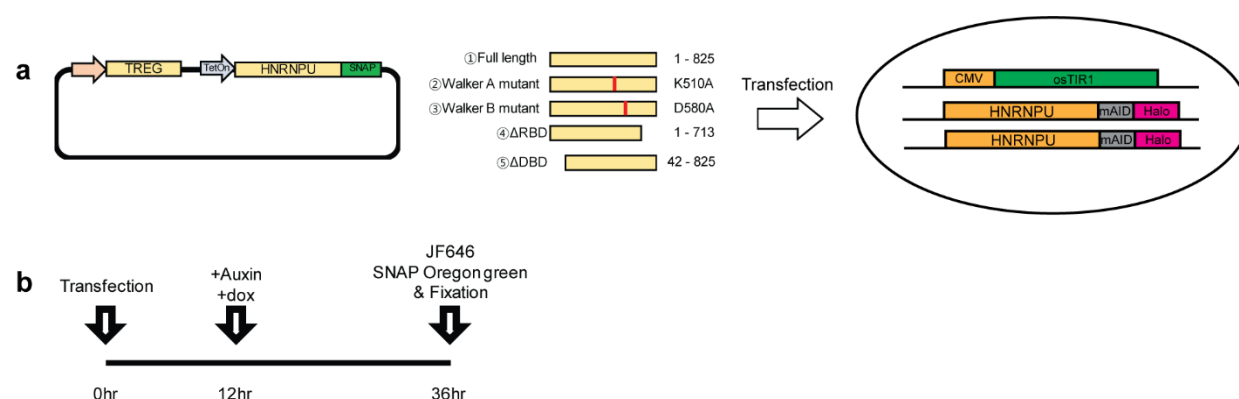 a
TREG
TetOn
HNRNPU
SNAP
①Full length 1 - 825
②Walker A mutant K510A
③Walker B mutant D580A
④ΔRBD 1 - 713
⑤ΔDBD 42 - 825
Transfection
CMV osTIR1
HNRNPU mAID Halo
HNRNPU mAID Halo
b
Transfection
+Auxin
+dox
JF646
SNAP Oregon green
& Fixation
0hr 12hr 36hr